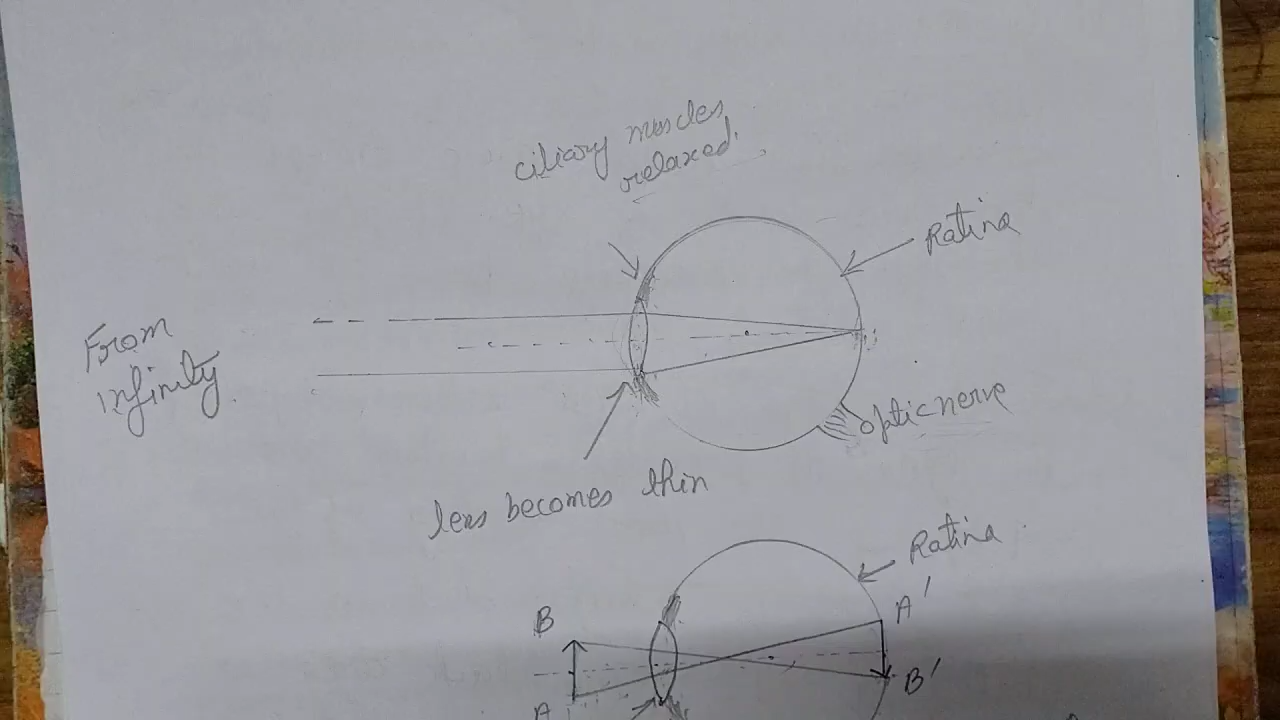 ciliary muscles
relaxed.
Ratina
From
infinity.
optic nerve
lens becomes thin
Ratina
B
A'
A
B'